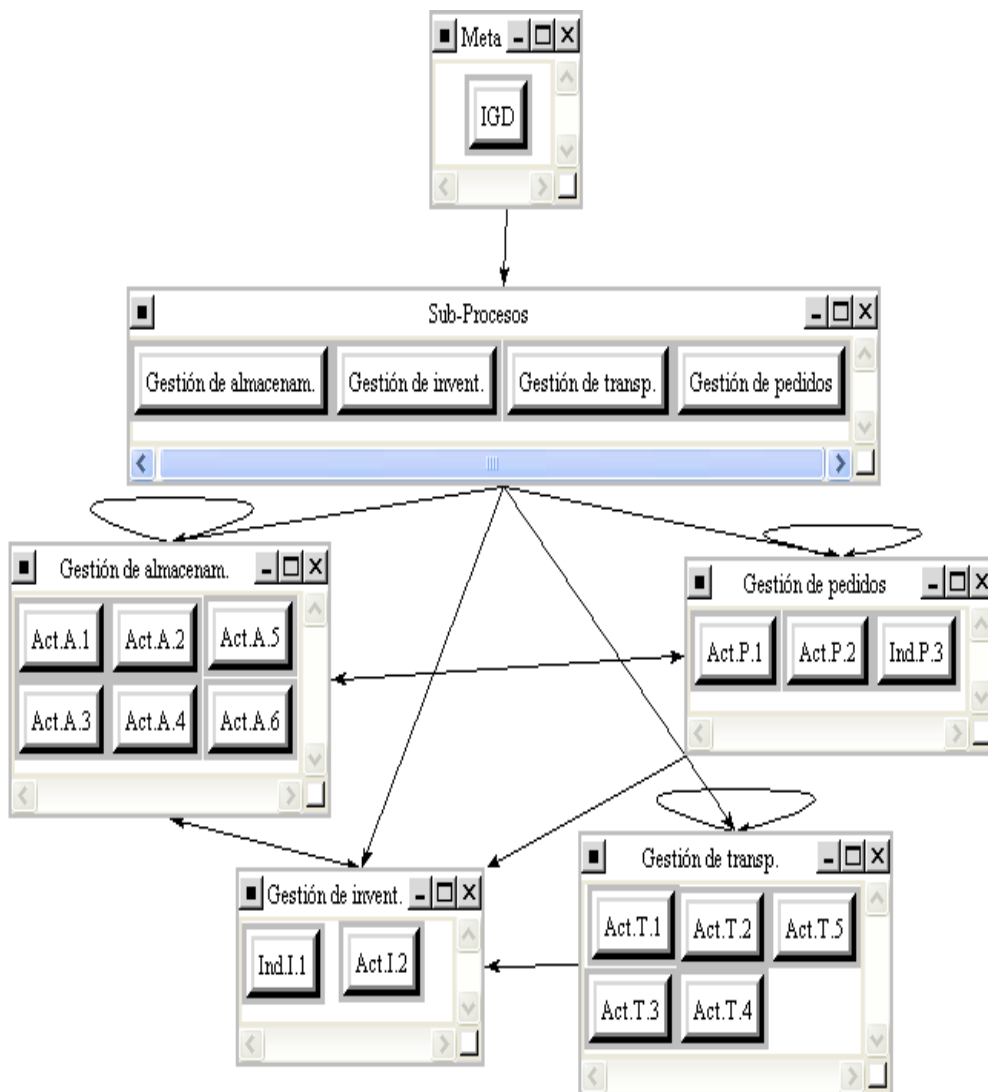 Meta
IGD
Sub-Procesos
Gestión de almacenam. Gestión de invent. Gestión de transp. Gestión de pedidos
Gestión de almacenam.
Act.A.1 Act.A.2 Act.A.5
Act.A.3 Act.A.4 Act.A.6
Gestión de pedidos
Act.P.1 Act.P.2 Ind.P.3
Gestión de invent.
Ind.I.1 Act.I.2
Gestión de transp.
Act.T.1 Act.T.2 Act.T.5
Act.T.3 Act.T.4